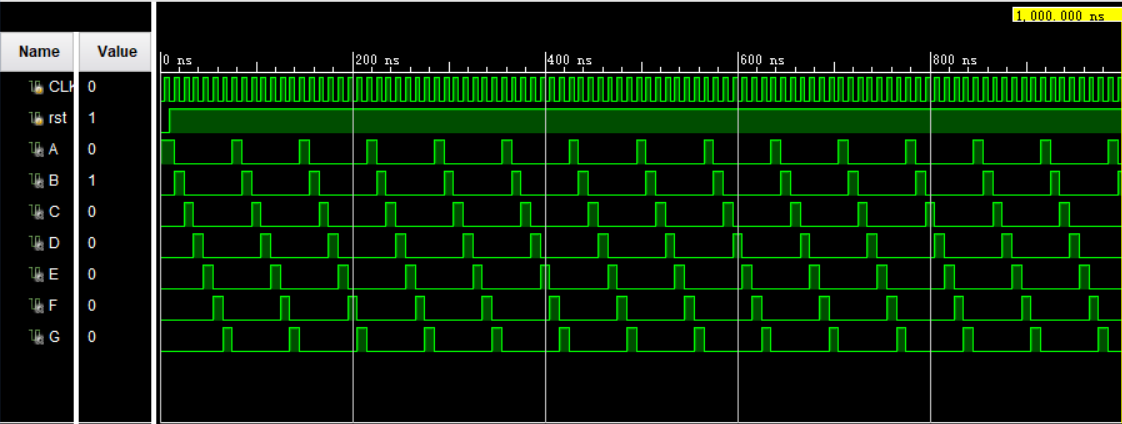 1,000.000 ns
Name Value
0 ns 200 ns 400 ns 600 ns 800 ns
CLK 0
rst 1
A 0
B 1
C 0
D 0
E 0
F 0
G 0